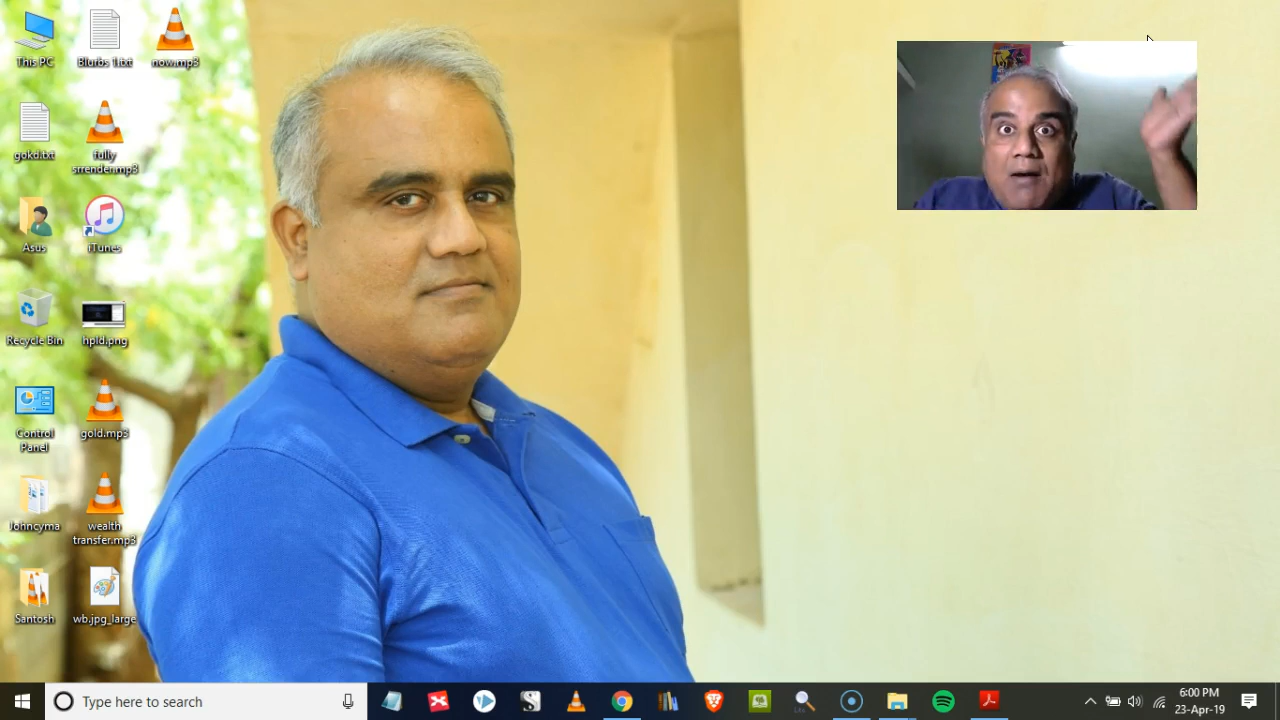 This PC
Blurbs 1.txt
now.mp3
gokd.txt
fully
srrender.mp3
Asus
iTunes
Recycle Bin
hpld.png
Control
Panel
gold.mp3
Johncyma
wealth
transfer.mp3
Santosh
wb.jpg_large
Type here to search
6:00 PM
23-Apr-19